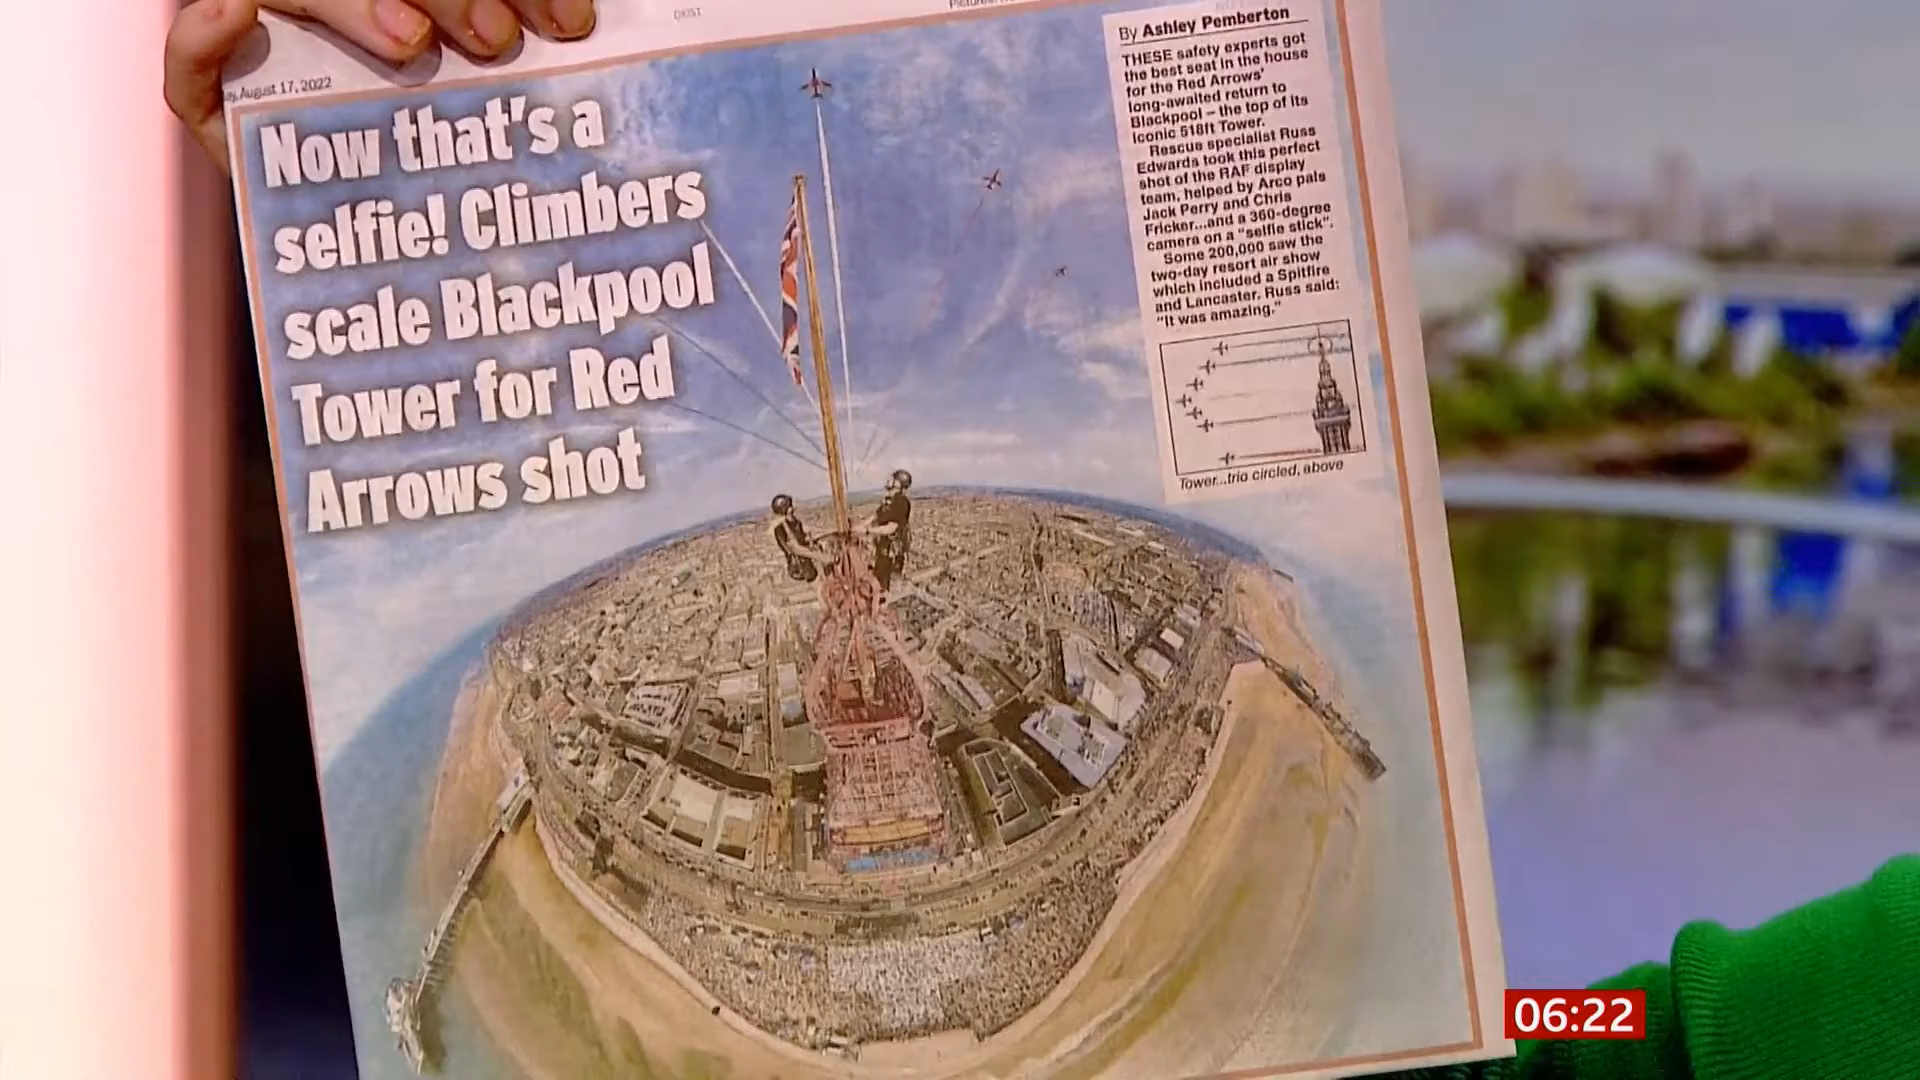 August 17, 2022
Now that's a
selfie! Climbers
scale Blackpool
Tower for Red
Arrows shot
By Ashley Pemberton
THESE safety experts got
the best seat in the house
for the Red Arrows'
long-awaited return to
Blackpool – the top of its
iconic 518ft Tower.
Rescue specialist Russ
Edwards took this perfect
shot of the RAF display
team, helped by Arco pals
Jack Perry and Chris
Fricker...and a 360-degree
camera on a "selfie stick".
Some 200,000 saw the
two-day resort air show
which included a Spitfire
and Lancaster. Russ said:
"It was amazing."
Tower...trio circled, above
06:22